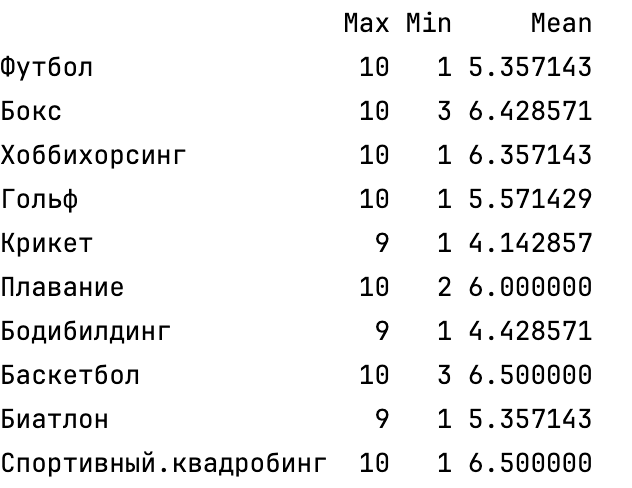 Max Min Mean
Футбол 10 1 5.357143
Бокс 10 3 6.428571
Хоббихорсинг 10 1 6.357143
Гольф 10 1 5.571429
Крикет 9 1 4.142857
Плавание 10 2 6.000000
Бодибилдинг 9 1 4.428571
Баскетбол 10 3 6.500000
Биатлон 9 1 5.357143
Спортивный.квадробинг 10 1 6.500000